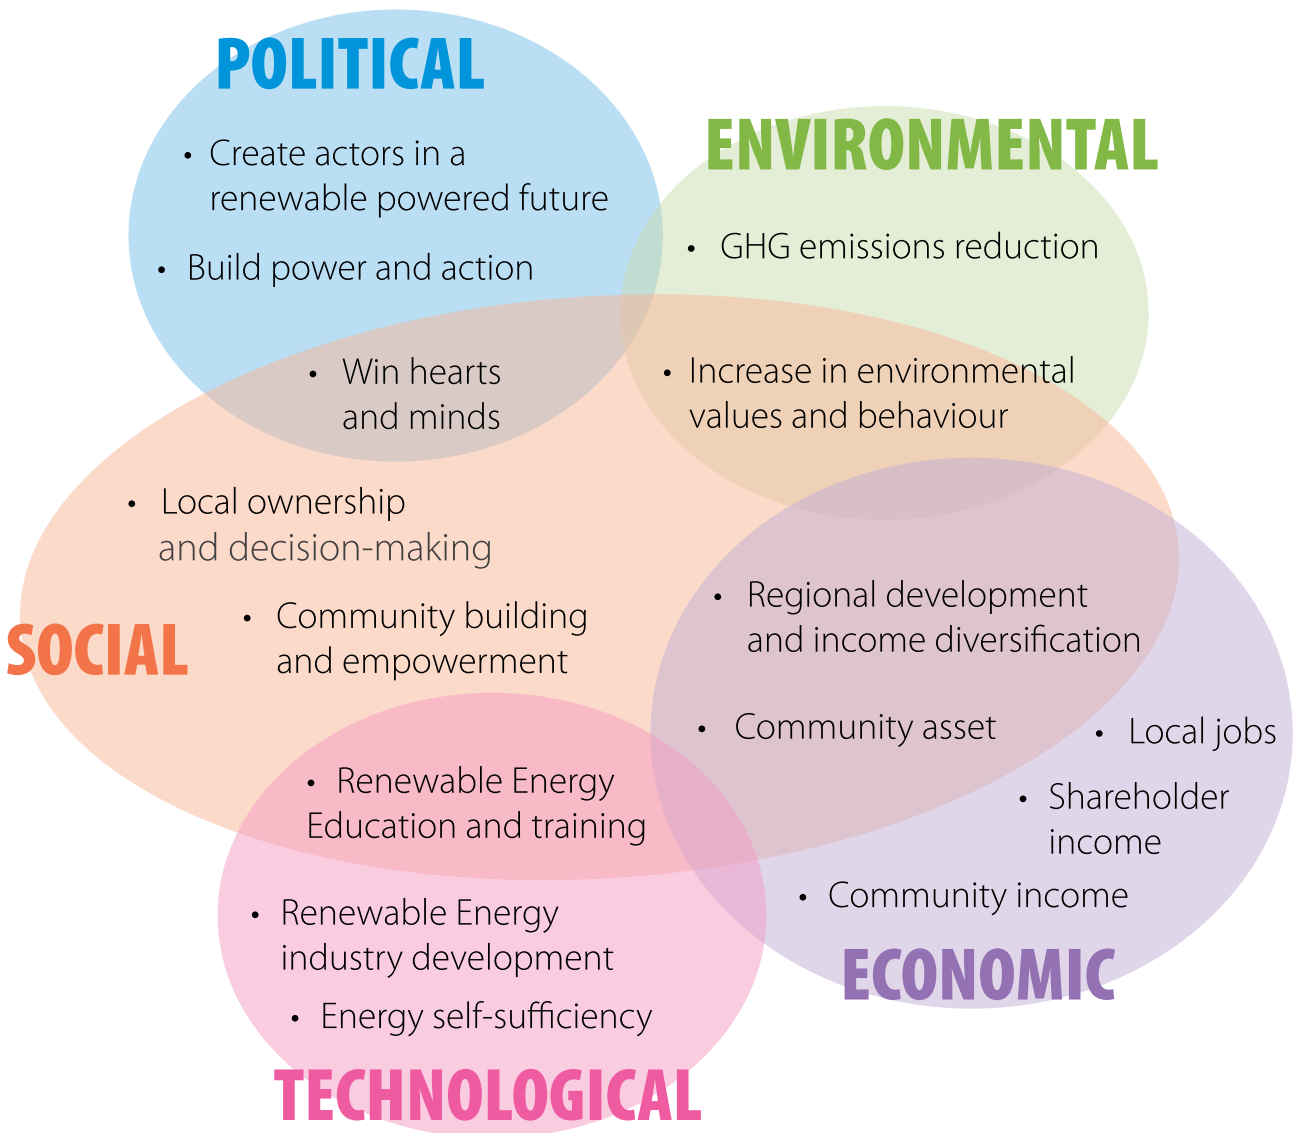 POLITICAL
• Create actors in a
renewable powered future
• Build power and action
ENVIRONMENTAL
• GHG emissions reduction
• Win hearts
and minds
• Increase in environmental
values and behaviour
• Local ownership
and decision-making
• Community building
and empowerment
SOCIAL
• Regional development
and income diversification
• Community asset
• Local jobs
• Shareholder
income
• Community income
ECONOMIC
• Renewable Energy
Education and training
• Renewable Energy
industry development
• Energy self-sufficiency
TECHNOLOGICAL